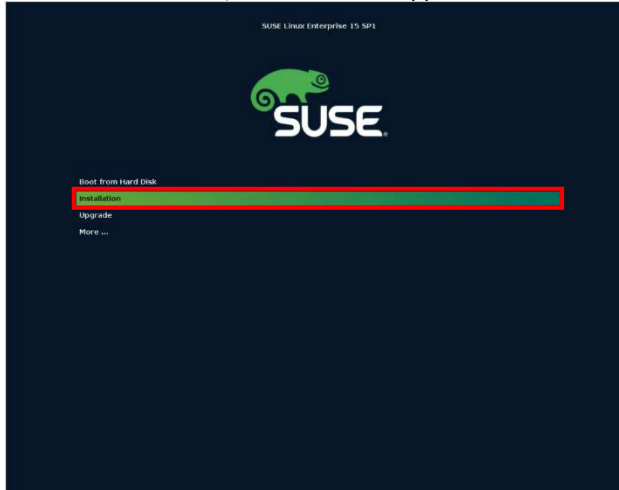 SUSE Linux Enterprise 15 SP1
SUSE
Boot from Hard Disk
Installation
Upgrade
More ...